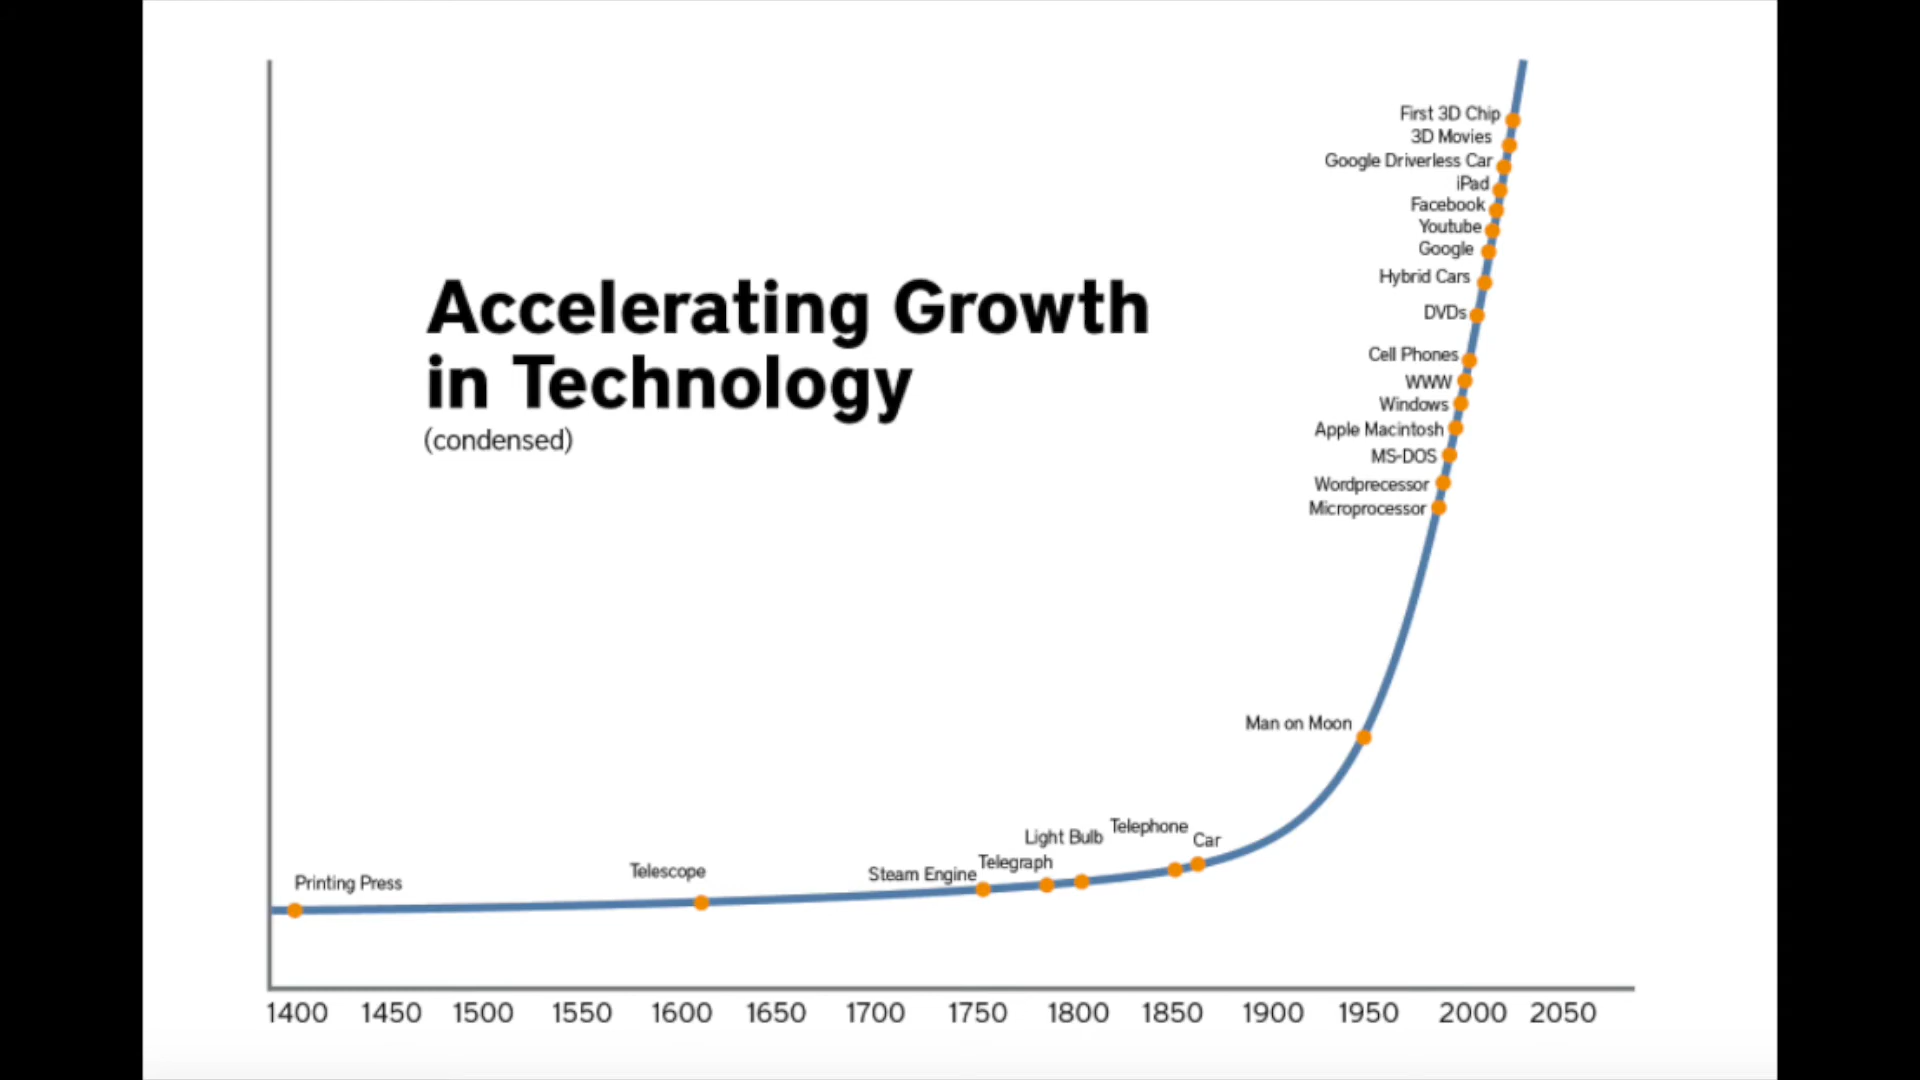 First 3D Chip
3D Movies
Google Driverless Car
iPad
Facebook
Youtube
Google
Hybrid Cars
DVDs
Accelerating Growth
in Technology
(condensed)
Cell Phones
WWW
Windows
Apple Macintosh
MS-DOS
Wordprecessor
Microprocessor
Man on Moon
Telephone
Light Bulb
Car
Telegraph
Steam Engine
Telescope
Printing Press
1400 1450 1500 1550 1600 1650 1700 1750 1800 1850 1900 1950 2000 2050